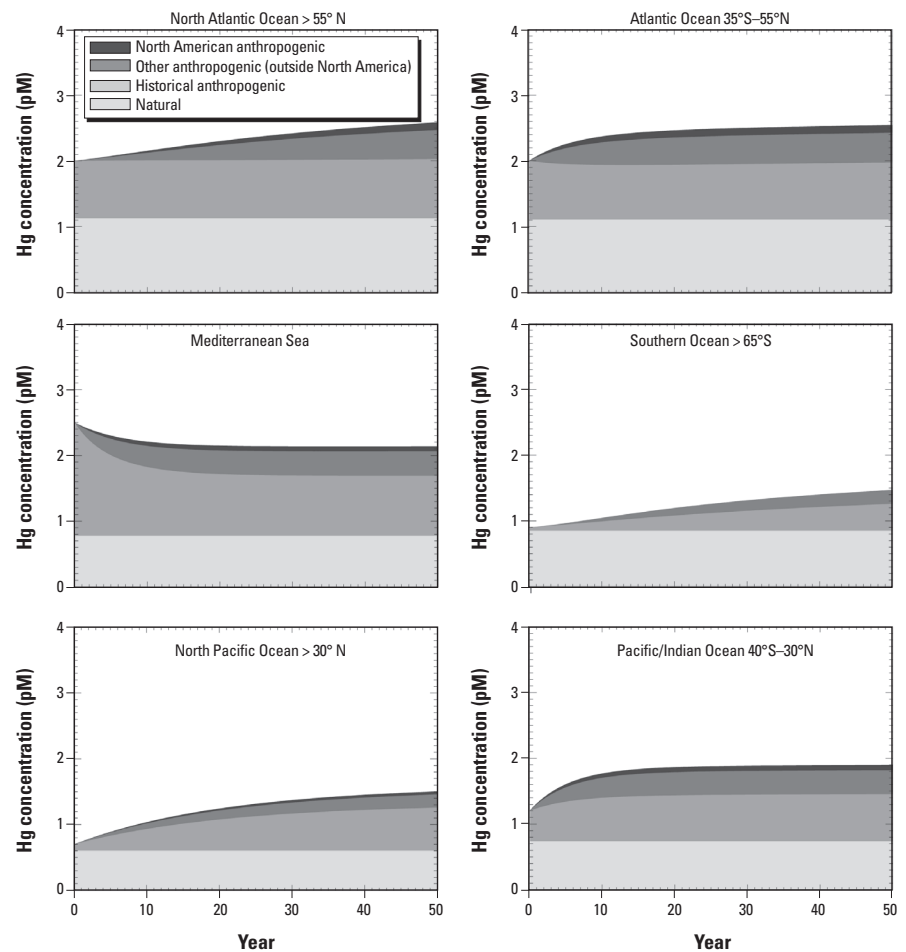 North Atlantic Ocean > 55° N
Hg concentration (pM)
4
3
2
1
0
North American anthropogenic
Other anthropogenic (outside North America)
Historical anthropogenic
Natural
Atlantic Ocean 35°S–55°N
Hg concentration (pM)
4
3
2
1
0
Mediterranean Sea
Hg concentration (pM)
4
3
2
1
0
Southern Ocean > 65°S
Hg concentration (pM)
4
3
2
1
0
North Pacific Ocean > 30° N
Hg concentration (pM)
4
3
2
1
0
0 10 20 30 40 50
Year
Pacific/Indian Ocean 40°S–30°N
Hg concentration (pM)
4
3
2
1
0
0 10 20 30 40 50
Year